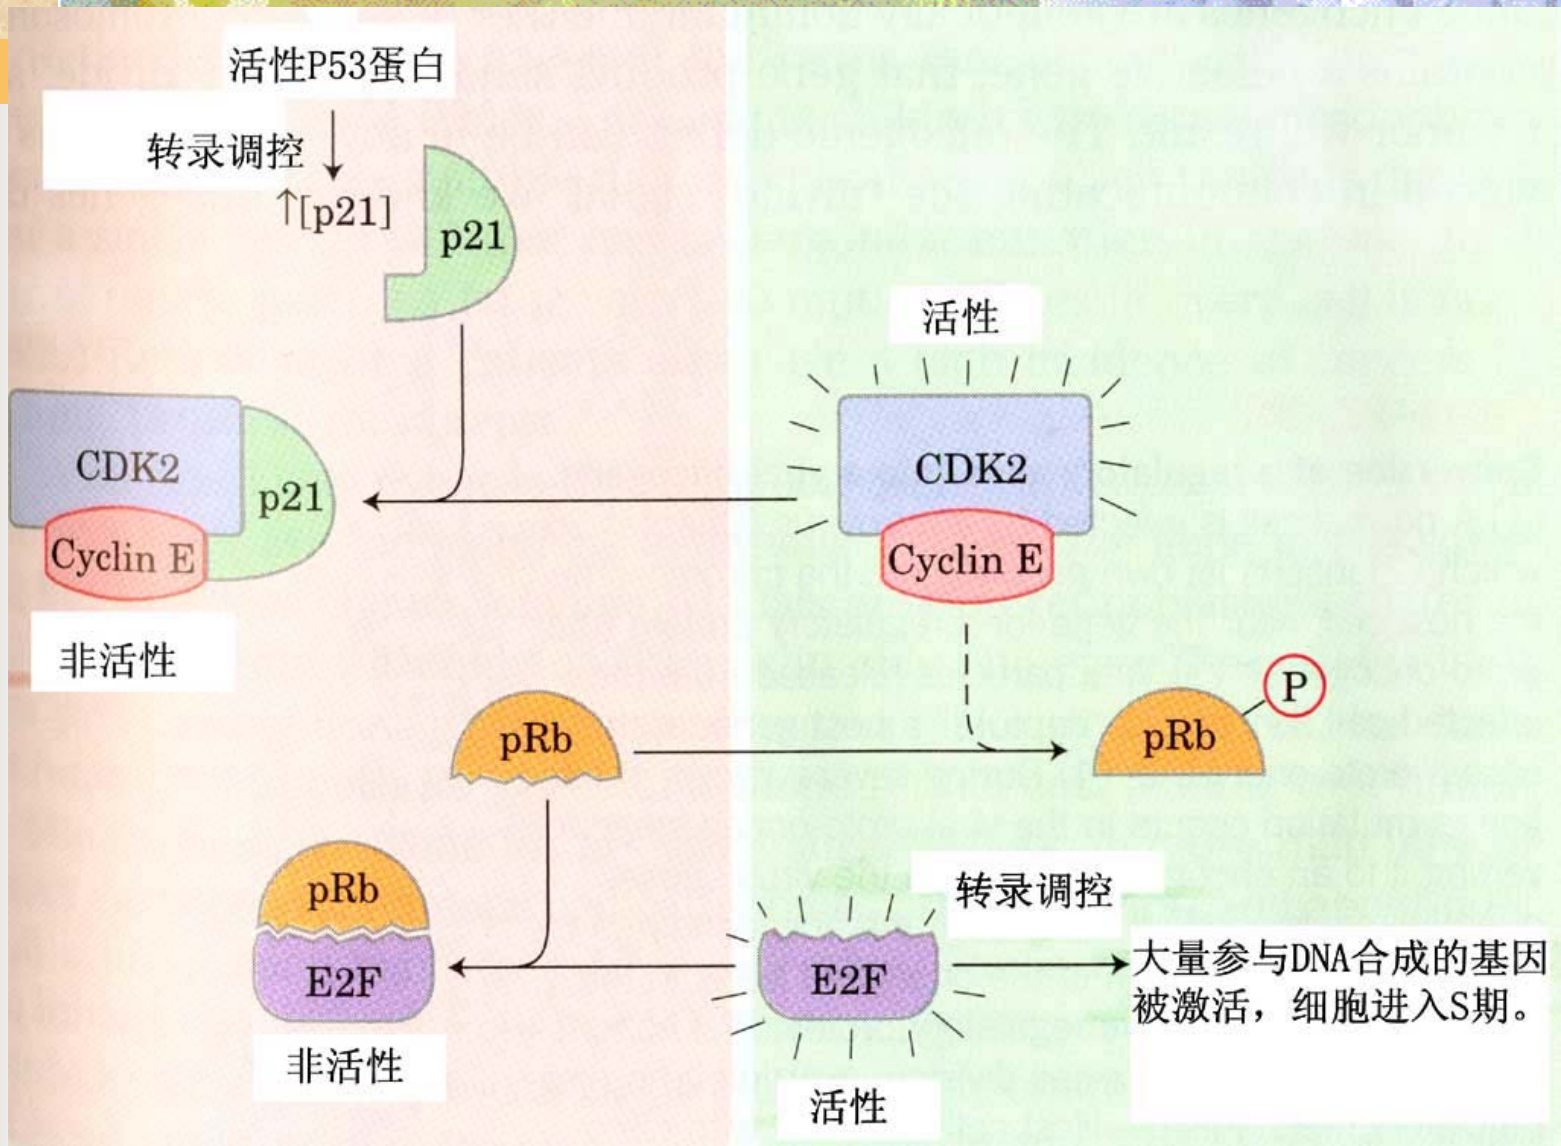 活性P53蛋白
转录调控
↑[p21]
p21
活性
CDK2
p21
Cyclin E
非活性
CDK2
Cyclin E
pRb
pRb
P
pRb
E2F
非活性
E2F
活性
转录调控
大量参与DNA合成的基因
被激活，细胞进入S期。